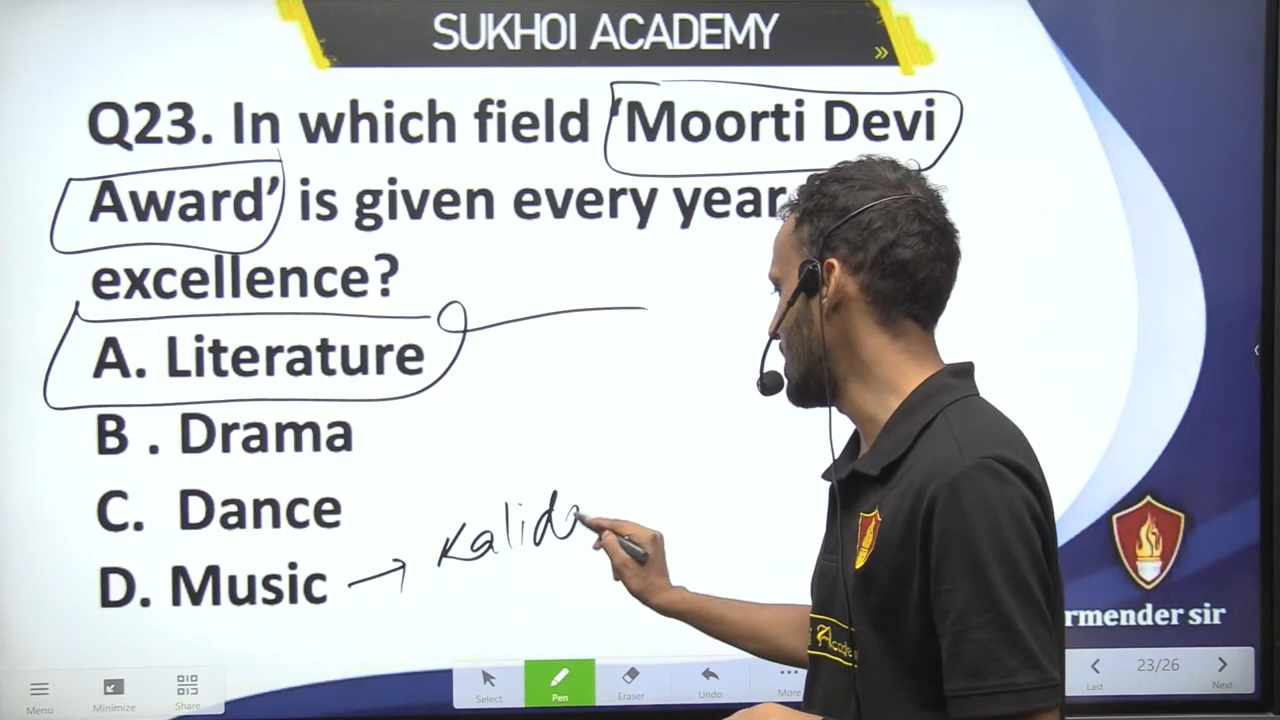 SUKHOI ACADEMY
Q23. In which field 'Moorti Devi
Award' is given every year
excellence?
A. Literature
B . Drama
C. Dance
D. Music → Kalida
rmender sir
Menu
Minimize
Share
Select
Pen
Eraser
Undo
More
Last
23/26
Next